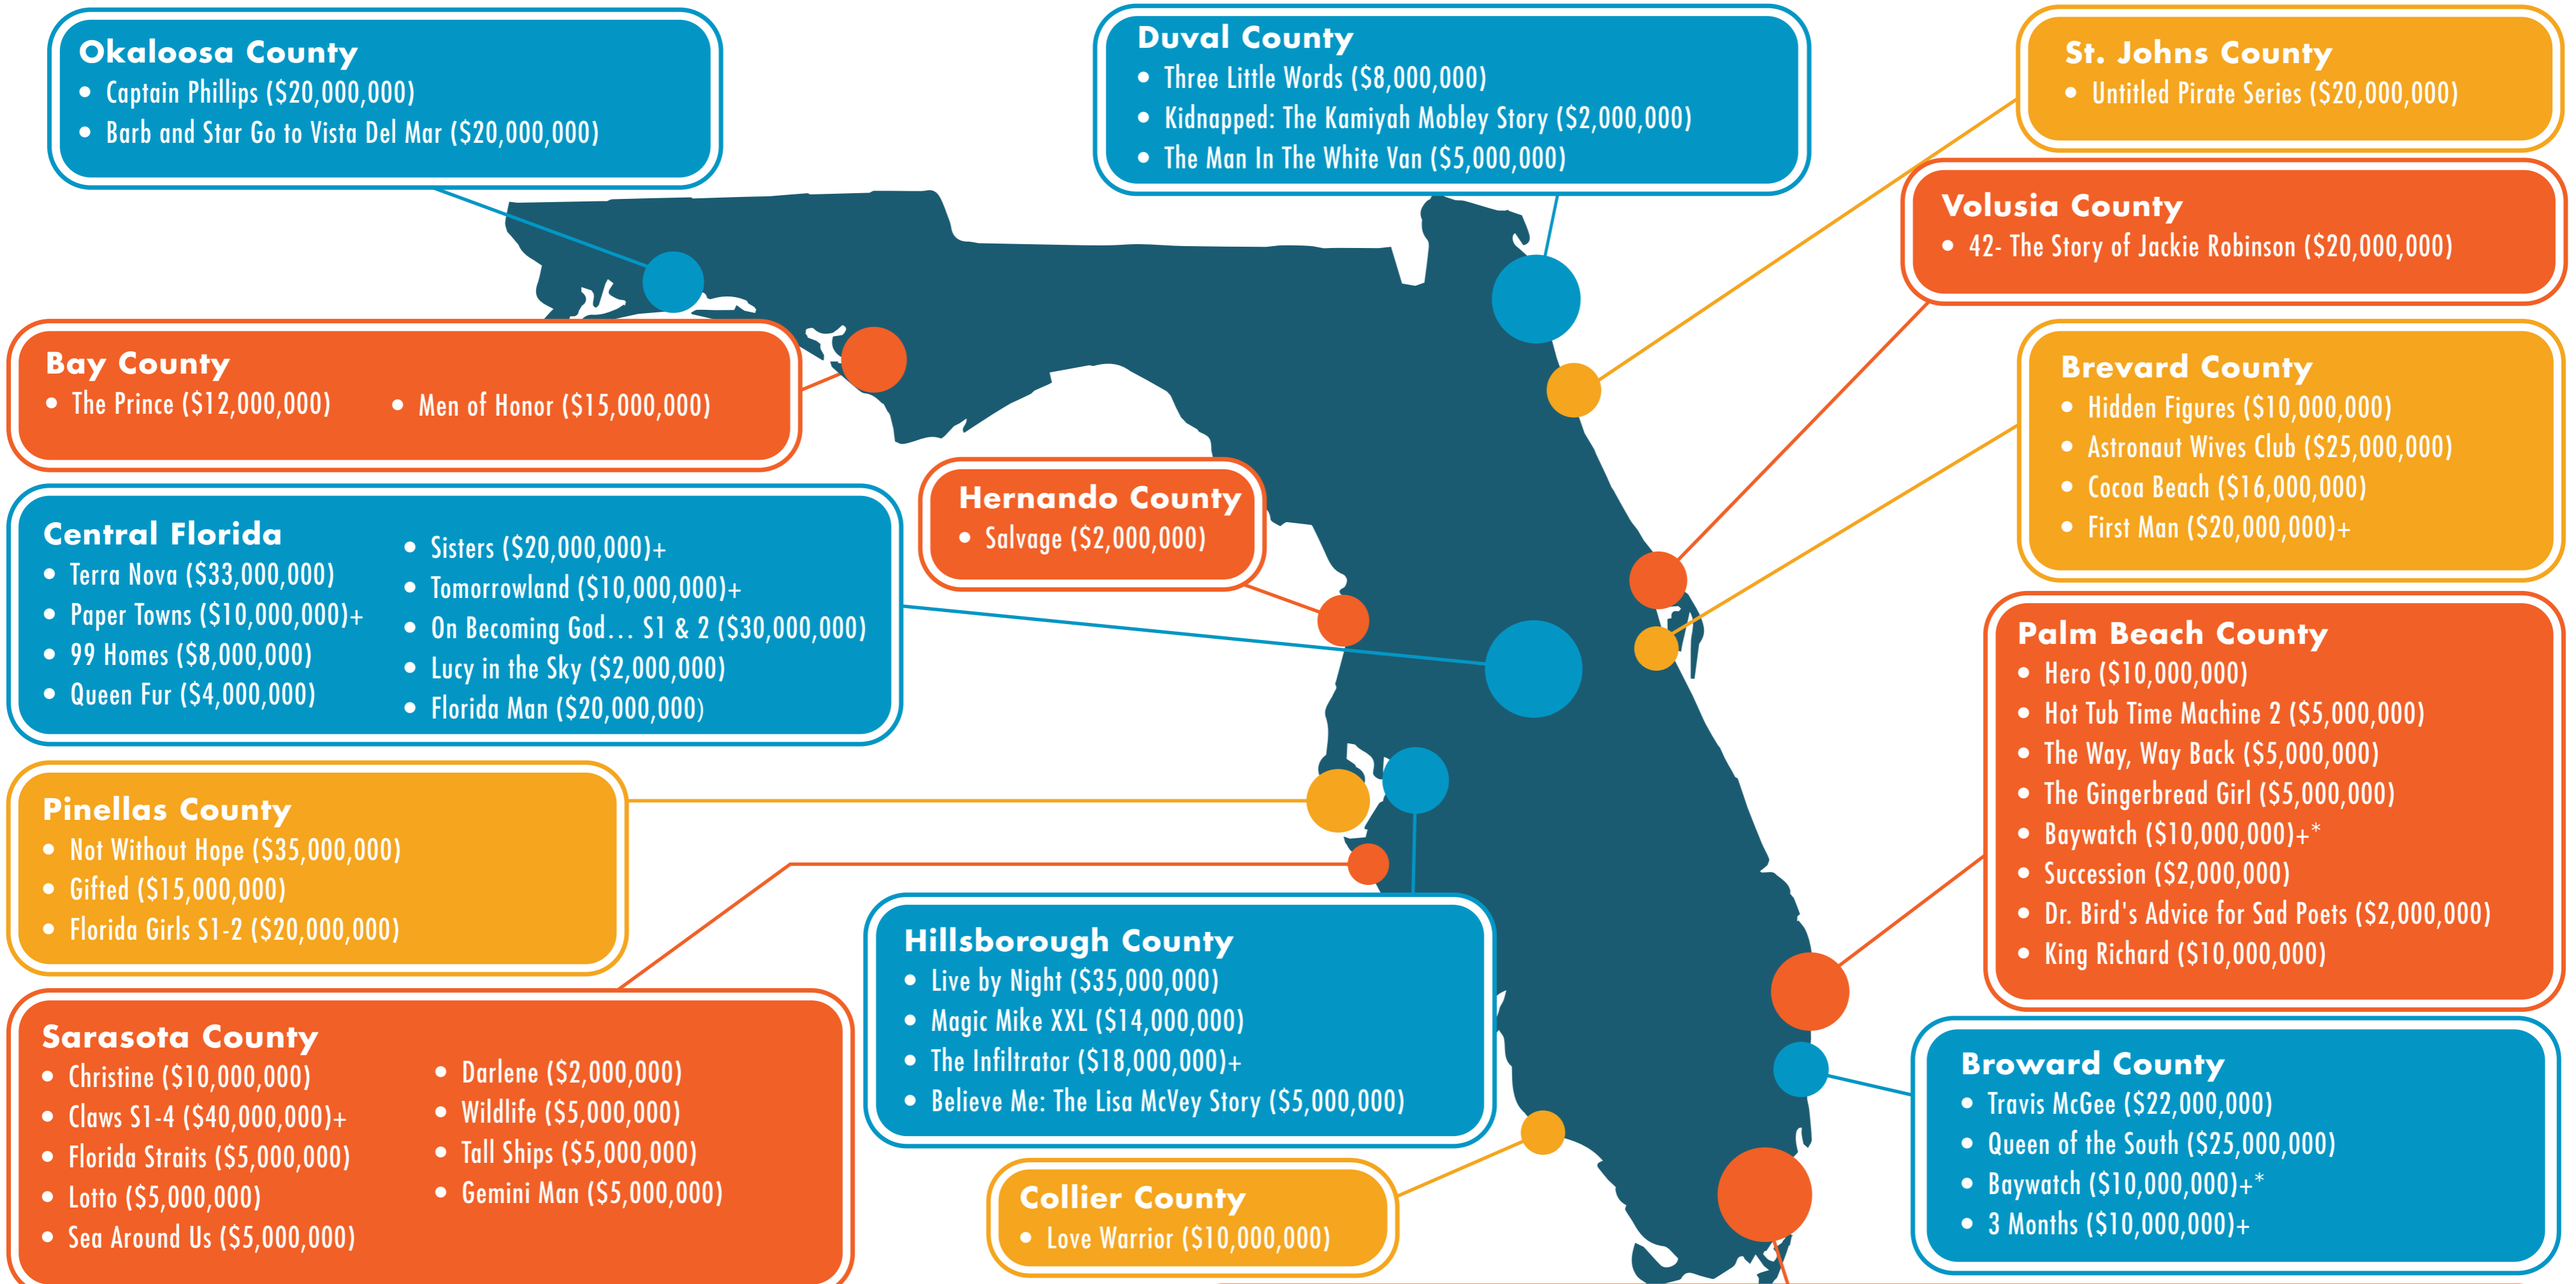 Okaloosa County
• Captain Phillips ($20,000,000)
• Barb and Star Go to Vista Del Mar ($20,000,000)
Duval County
• Three Little Words ($8,000,000)
• Kidnapped: The Kamiyah Mobley Story ($2,000,000)
• The Man In The White Van ($5,000,000)
St. Johns County
• Untitled Pirate Series ($20,000,000)
Volusia County
• 42- The Story of Jackie Robinson ($20,000,000)
Bay County
• The Prince ($12,000,000)
• Men of Honor ($15,000,000)
Brevard County
• Hidden Figures ($10,000,000)
• Astronaut Wives Club ($25,000,000)
• Cocoa Beach ($16,000,000)
• First Man ($20,000,000)+
Hernando County
• Salvage ($2,000,000)
Central Florida
• Terra Nova ($33,000,000)
• Paper Towns ($10,000,000)+
• 99 Homes ($8,000,000)
• Queen Fur ($4,000,000)
• Sisters ($20,000,000)+
• Tomorrowland ($10,000,000)+
• On Becoming God... S1 & 2 ($30,000,000)
• Lucy in the Sky ($2,000,000)
• Florida Man ($20,000,000)
Palm Beach County
• Hero ($10,000,000)
• Hot Tub Time Machine 2 ($5,000,000)
• The Way, Way Back ($5,000,000)
• The Gingerbread Girl ($5,000,000)
• Baywatch ($10,000,000)+*
• Succession ($2,000,000)
• Dr. Bird's Advice for Sad Poets ($2,000,000)
• King Richard ($10,000,000)
Pinellas County
• Not Without Hope ($35,000,000)
• Gifted ($15,000,000)
• Florida Girls S1-2 ($20,000,000)
Hillsborough County
• Live by Night ($35,000,000)
• Magic Mike XXL ($14,000,000)
• The Infiltrator ($18,000,000)+
• Believe Me: The Lisa McVey Story ($5,000,000)
Sarasota County
• Christine ($10,000,000)
• Claws S1-4 ($40,000,000)+
• Florida Straits ($5,000,000)
• Lotto ($5,000,000)
• Sea Around Us ($5,000,000)
• Darlene ($2,000,000)
• Wildlife ($5,000,000)
• Tall Ships ($5,000,000)
• Gemini Man ($5,000,000)
Broward County
• Travis McGee ($22,000,000)
• Queen of the South ($25,000,000)
• Baywatch ($10,000,000)+*
• 3 Months ($10,000,000)+
Collier County
• Love Warrior ($10,000,000)